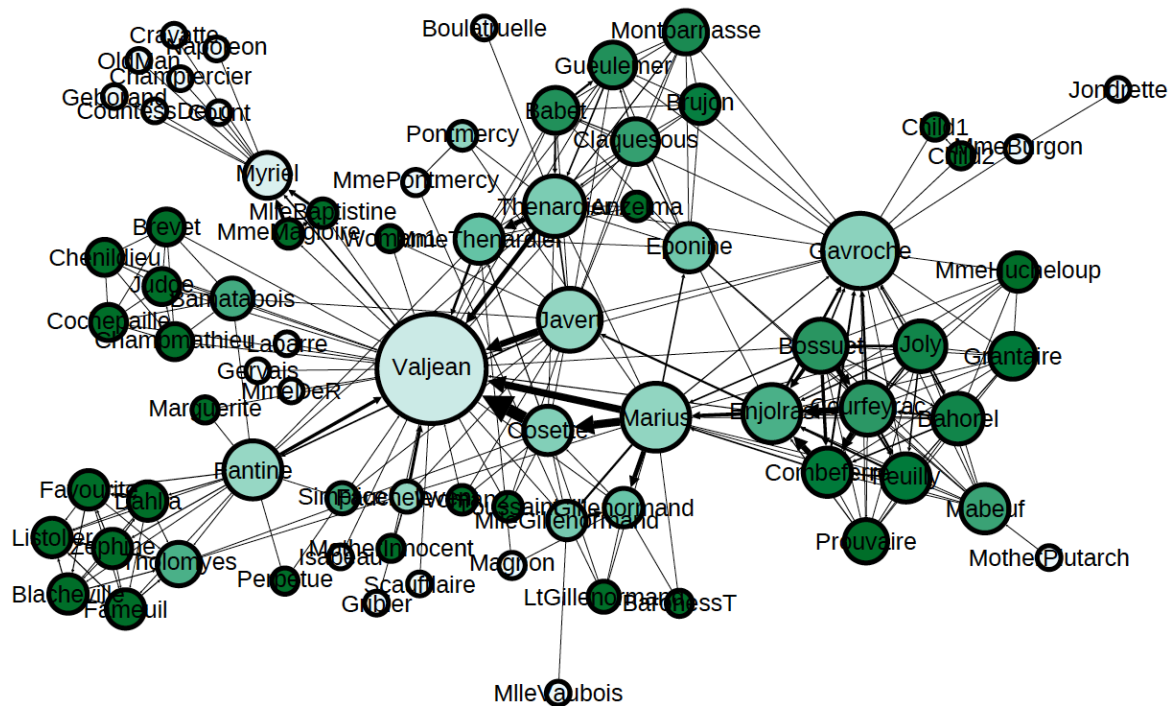 Cravatte
Napoleon
OldMan
Champtercier
Geborand
Count
Myriel
MlleBaptistine
MmeMagloire
Boulatruelle
Montparnasse
Gueulemer
Babet
Brujon
Claquesous
Pontmercy
MmePontmercy
Thenardier
Anzelma
Woman1
MmeThenardier
Eponine
Jondrette
Child1
Child2
MmeBurgon
Gavroche
MmeHucheloup
Brevet
Chenildieu
Judge
Bamatabois
Cochepaille
Champmathieu
Labarre
Gervais
MmeDeR
Marguerite
Valjean
Javert
Bossuet
Joly
Grantaire
Cosette
Marius
Enjolras
Courfeyrac
Bahorel
Combeferre
Feuilly
Mabeuf
Prouvaire
MotherPlutarch
Fantine
Favourite
Dahlia
Listolier
Zephine
Tholomyes
Blacheville
Fameuil
Perpetue
Simplice
Fauchelevent
Toussaint
Gillenormand
MlleGillenormand
MotherInnocent
Isabeau
Scaufflaire
Gribier
Magnon
LtGillenormand
BaronessT
MlleVaubois